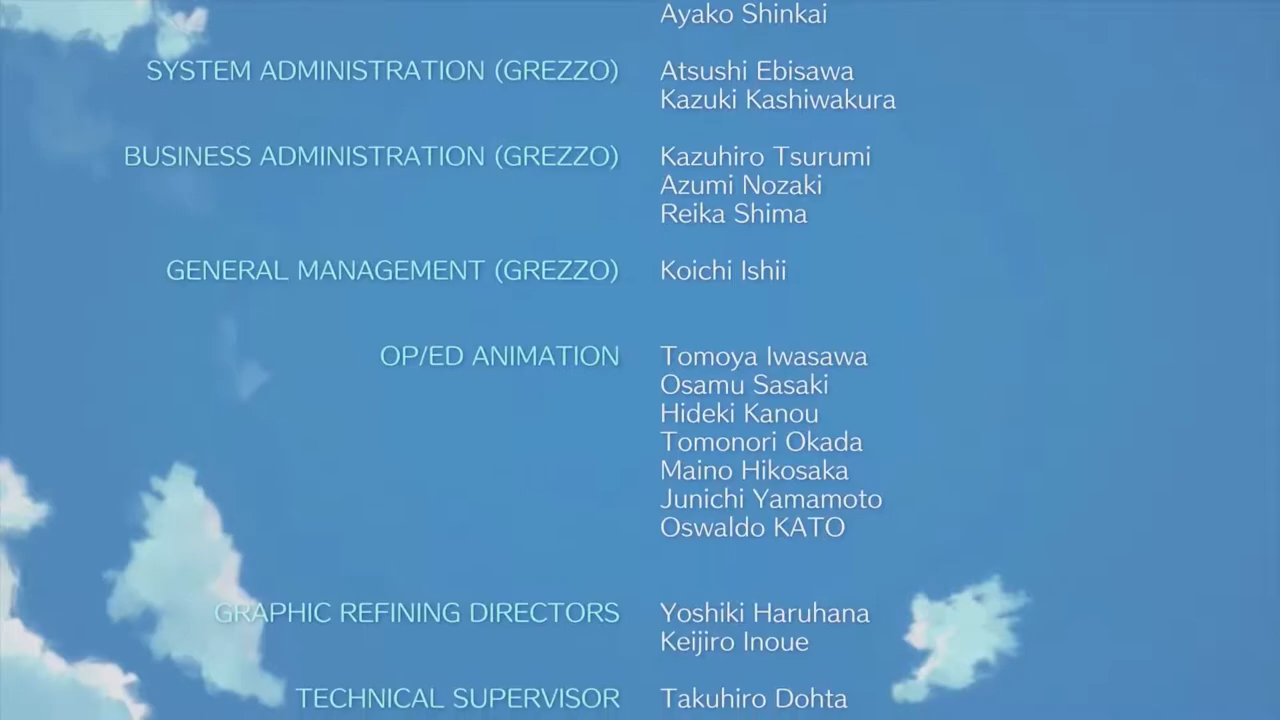 Ayako Shinkai
SYSTEM ADMINISTRATION (GREZZO) Atsushi Ebisawa
Kazuki Kashiwakura
BUSINESS ADMINISTRATION (GREZZO) Kazuhiro Tsurumi
Azumi Nozaki
Reika Shima
GENERAL MANAGEMENT (GREZZO) Koichi Ishii
OP/ED ANIMATION Tomoya Iwasawa
Osamu Sasaki
Hideki Kanou
Tomonori Okada
Maino Hikosaka
Junichi Yamamoto
Oswaldo KATO
GRAPHIC REFINING DIRECTORS Yoshiki Haruhana
Keijiro Inoue
TECHNICAL SUPERVISOR Takuhiro Dohta